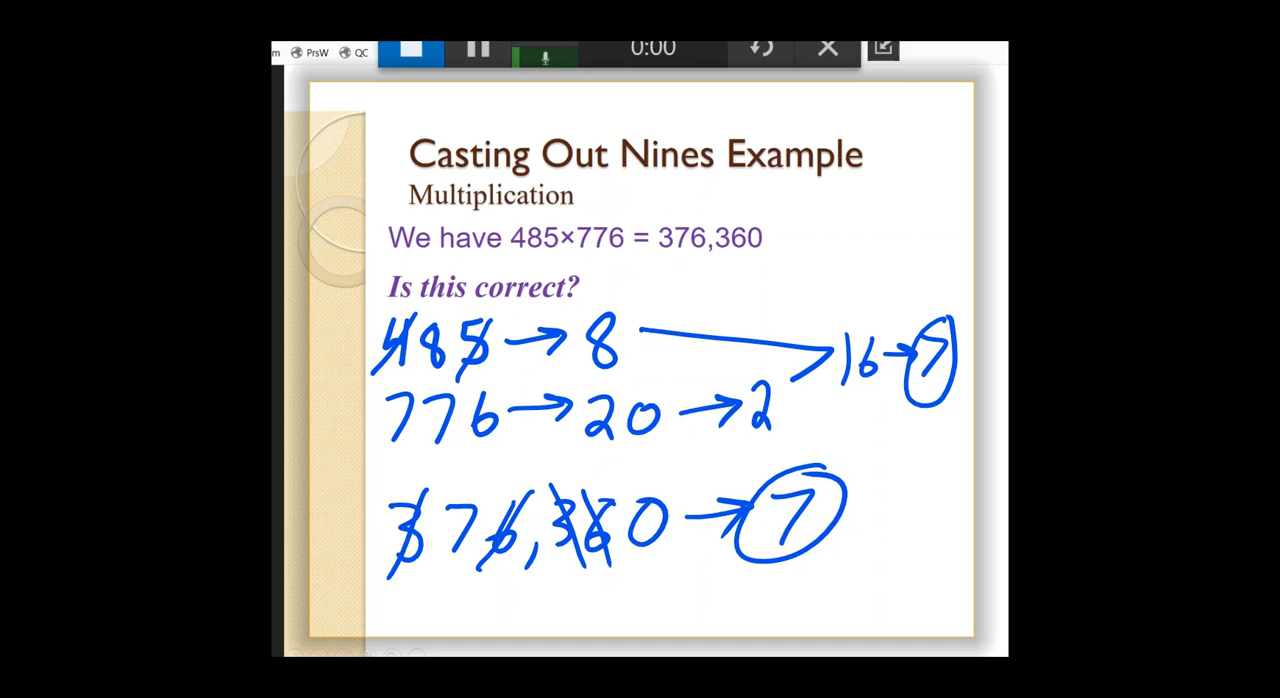 m PrsW QC
0:00
Casting Out Nines Example
Multiplication
We have 485×776 = 376,360
Is this correct?
485 → 8
16 → 7
776 → 20 → 2
376,360 → 7